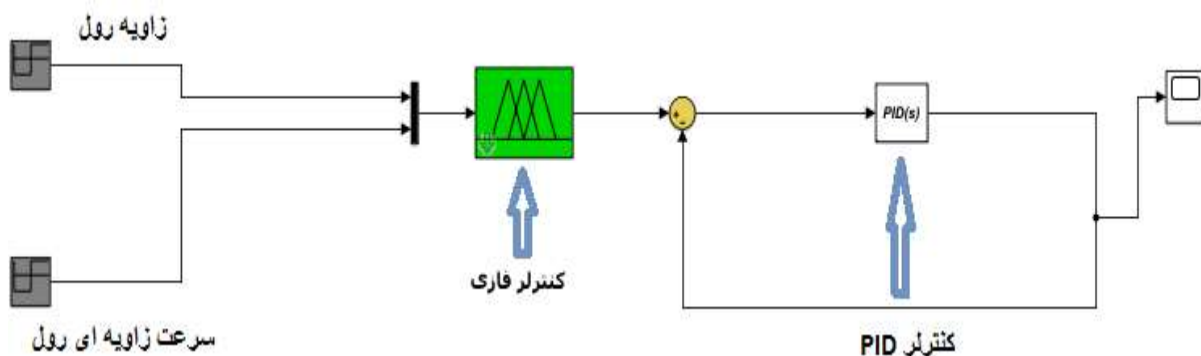 زاویه رول
PID(s)
کنترلر فازی
سرعت زاویه ای رول
کنترلر PID